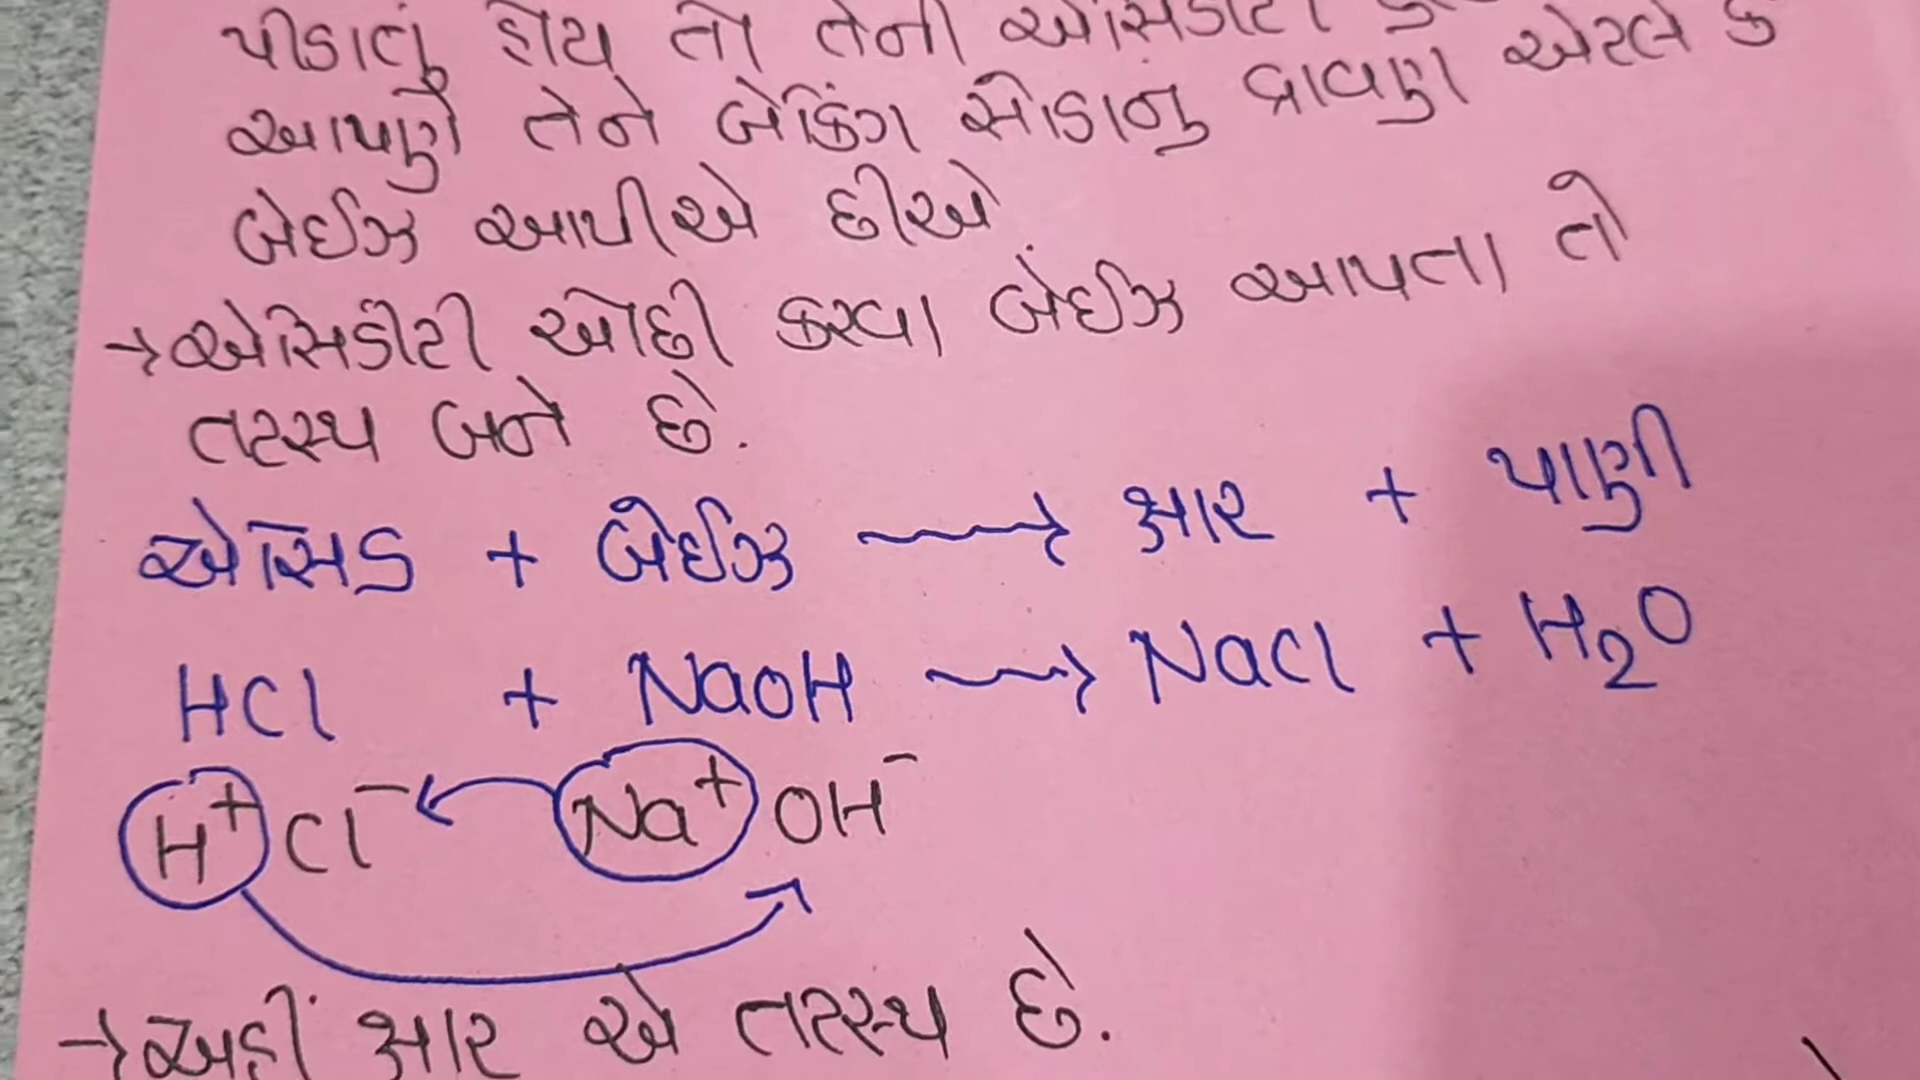 પીડાતું હોય તો તેની એસિડીટી
આપણે તેને બેકિંગ સોડાનુ દ્રાવણ એટલે કે
બેઈઝ આપીએ છીએ
→ એસિડીટી ઓછી કરવા બેઈઝ આપતા તો
તટસ્થ બને છે.
એસિડ + બેઈઝ → ક્ષાર + પાણી
HCl + NaOH → NaCl + H₂O
H⁺ Cl⁻ ← Na⁺ OH⁻
→ અહીં ક્ષાર એ તટસ્થ છે.